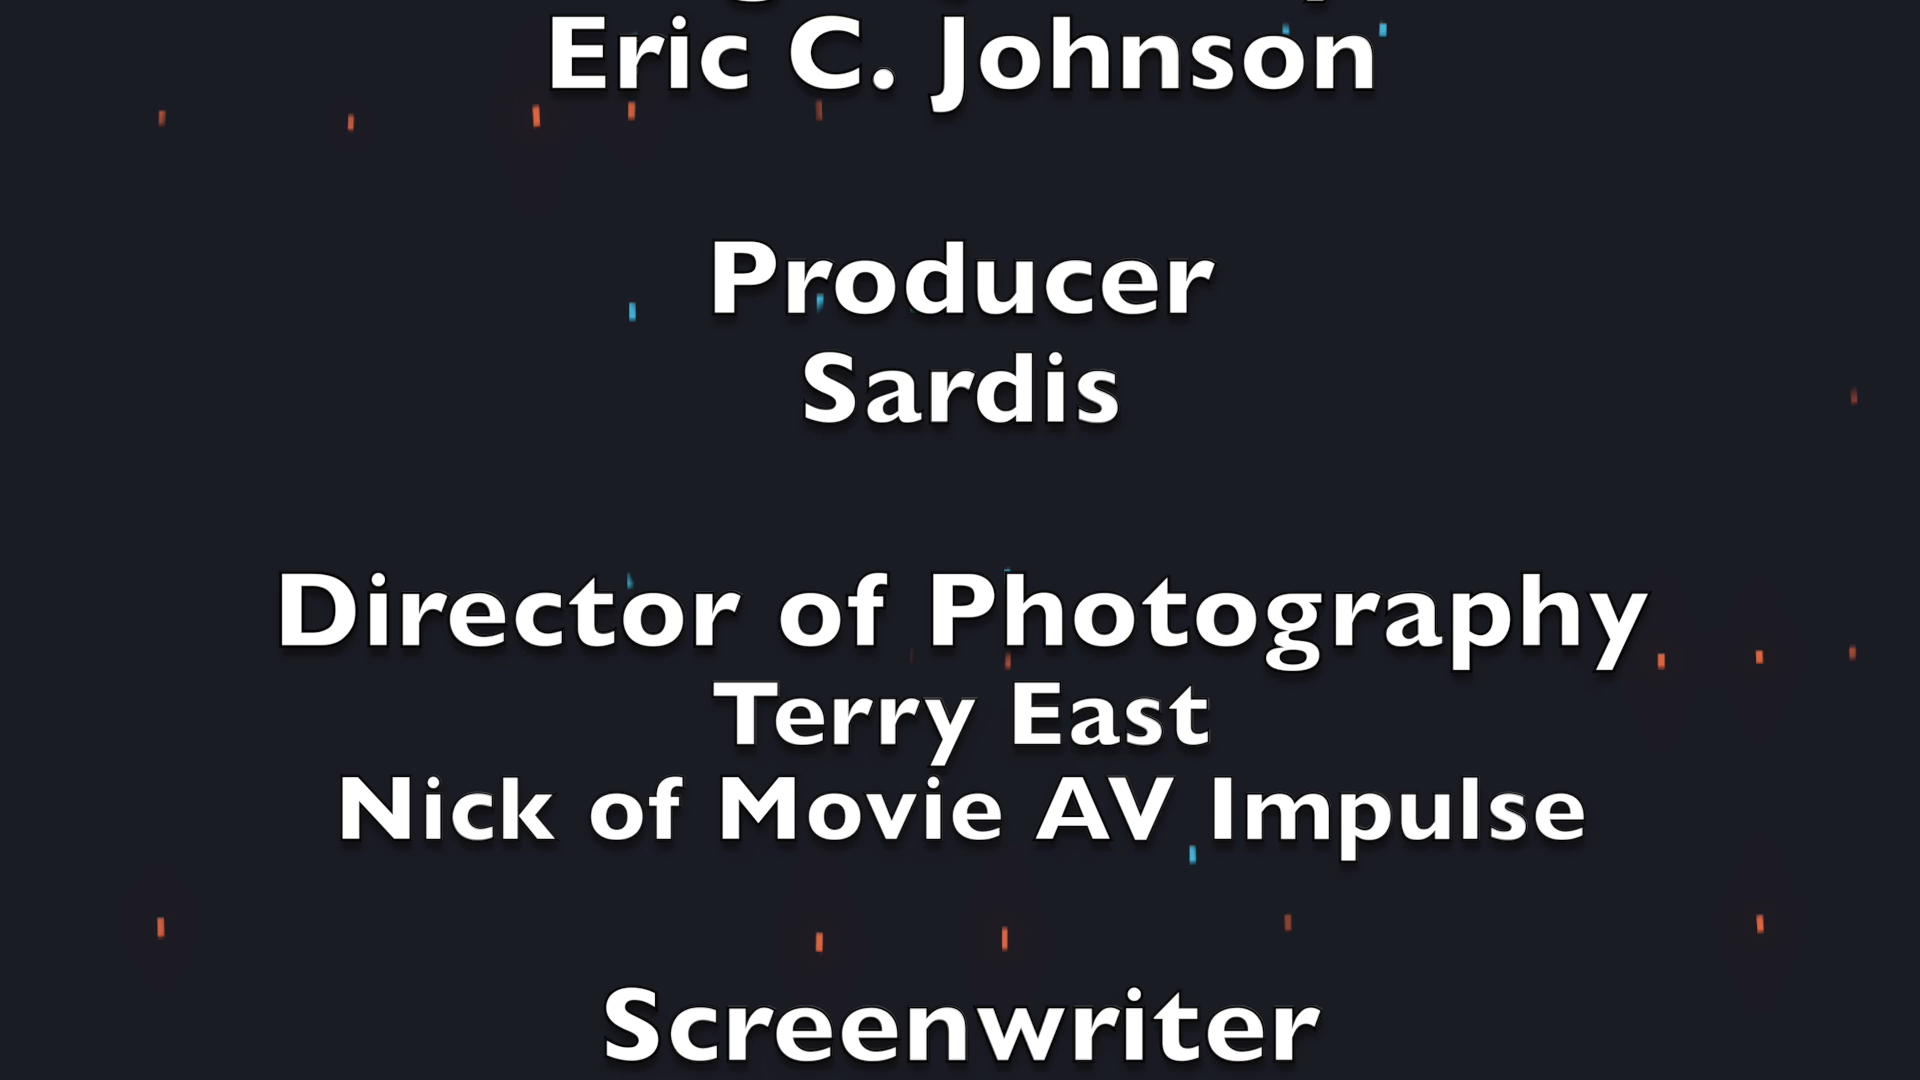 Eric C. Johnson
Producer
Sardis
Director of Photography
Terry East
Nick of Movie AV Impulse
Screenwriter